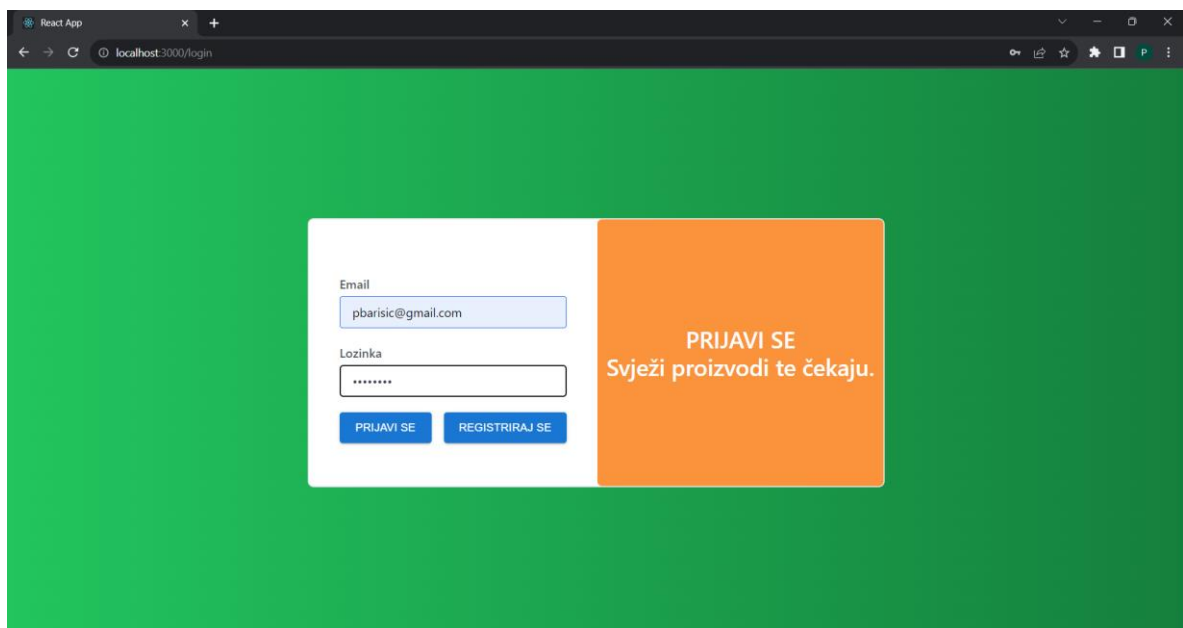 React App
localhost:3000/login
P
Email
pbarisic@gmail.com
Lozinka
••••••••
PRIJAVI SE
REGISTRIRAJ SE
PRIJAVI SE
Svježi proizvodi te čekaju.